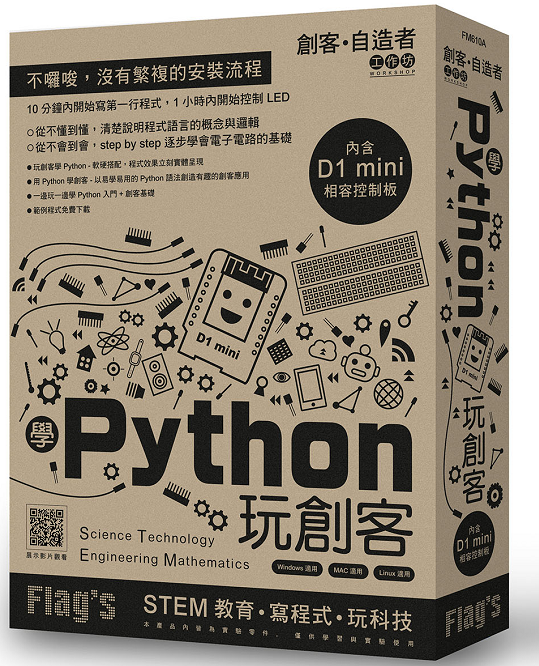 創客・自造者
工作坊
WORKSHOP
不囉唆，沒有繁複的安裝流程
10 分鐘內開始寫第一行程式，1 小時內開始控制 LED
從不懂到懂，清楚說明程式語言的概念與邏輯
從不會到會，step by step 逐步學會電子電路的基礎
玩創客學 Python - 軟硬搭配，程式效果立刻實體呈現
用 Python 學創客 - 以易學易用的 Python 語法創造有趣的創客應用
一邊玩一邊學 Python 入門 + 創客基礎
範例程式免費下載
內含
D1 mini
相容控制板
D1 mini
學 Python
玩創客
Science Technology
Engineering Mathematics
展示影片觀看
Windows 適用
MAC 適用
Linux 適用
Flag's
STEM 教育・寫程式・玩科技
本產品內容為實驗零件，僅供學習與實驗使用
FM610A
創客・自造者
工作坊
WORKSHOP
學 Python
D1 mini
玩創客
內含
D1 mini
相容控制板
Flag's